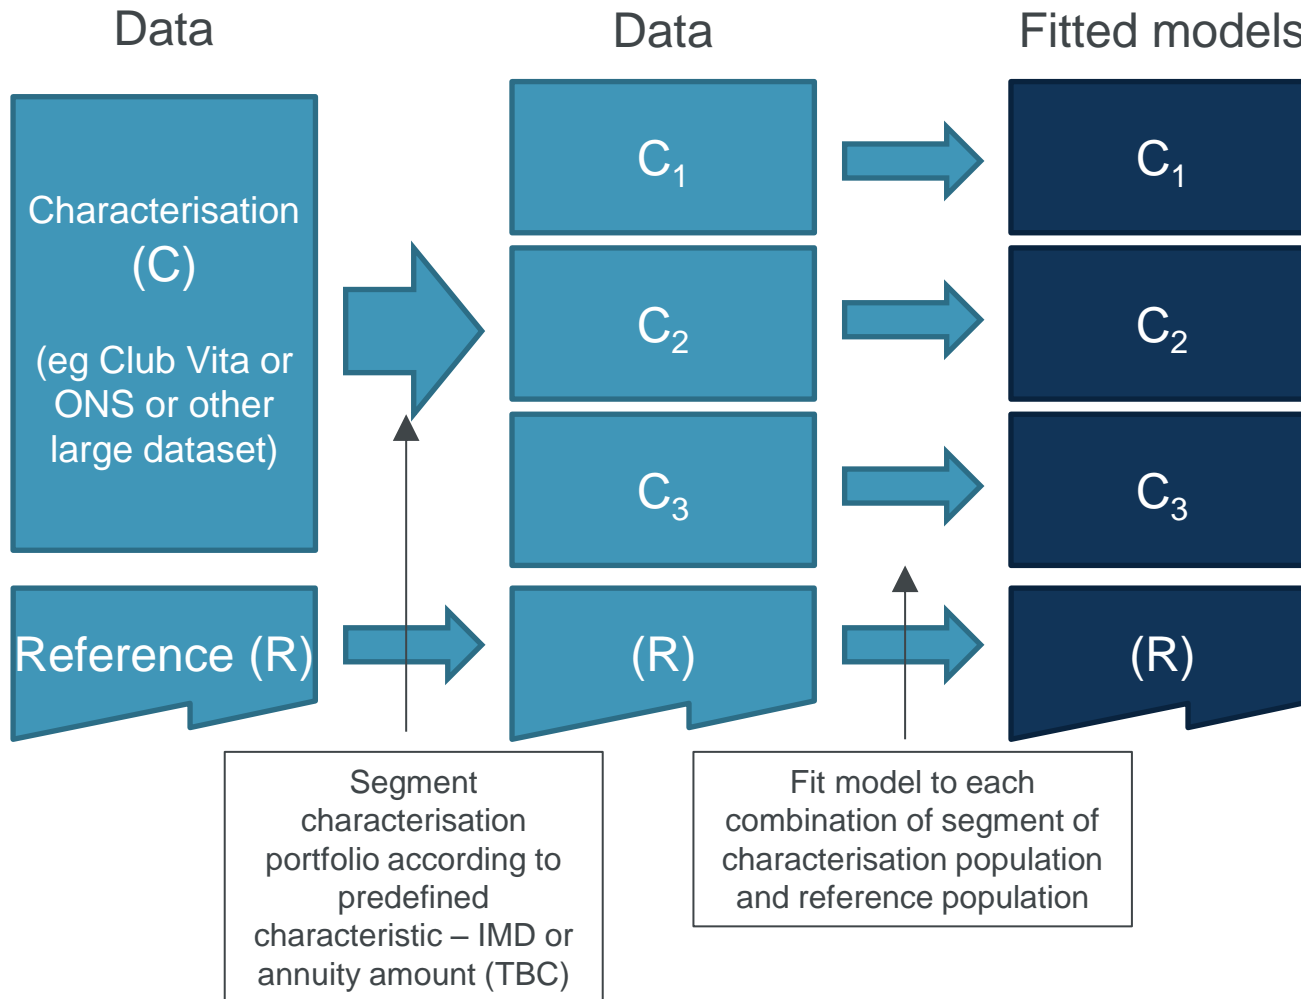 Data
Data
Fitted models
Characterisation
(C)
(eg Club Vita or
ONS or other
large dataset)
C₁
C₂
C₃
C₁
C₂
C₃
Reference (R)
(R)
(R)
Segment
characterisation
portfolio according to
predefined
characteristic – IMD or
annuity amount (TBC)
Fit model to each
combination of segment of
characterisation population
and reference population